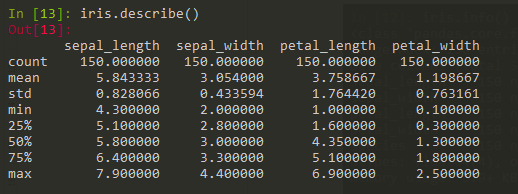 In [13]: iris.describe()
Out[13]:
sepal_length sepal_width petal_length petal_width
count 150.000000 150.000000 150.000000 150.000000
mean 5.843333 3.054000 3.758667 1.198667
std 0.828066 0.433594 1.764420 0.763161
min 4.300000 2.000000 1.000000 0.100000
25% 5.100000 2.800000 1.600000 0.300000
50% 5.800000 3.000000 4.350000 1.300000
75% 6.400000 3.300000 5.100000 1.800000
max 7.900000 4.400000 6.900000 2.500000